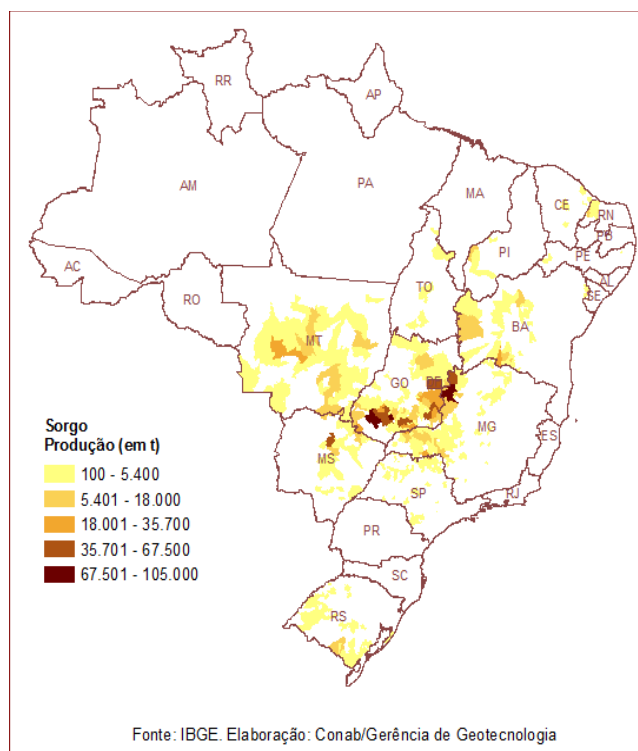 RR
AP
AM
PA
MA
CE
RN
PB
PE
PI
AC
TO
AL
SE
RO
BA
MT
GO
DF
MG
ES
MS
SP
RJ
PR
SC
RS
Sorgo
Produção (em t)
100 - 5.400
5.401 - 18.000
18.001 - 35.700
35.701 - 67.500
67.501 - 105.000
Fonte: IBGE. Elaboração: Conab/Gerência de Geotecnologia